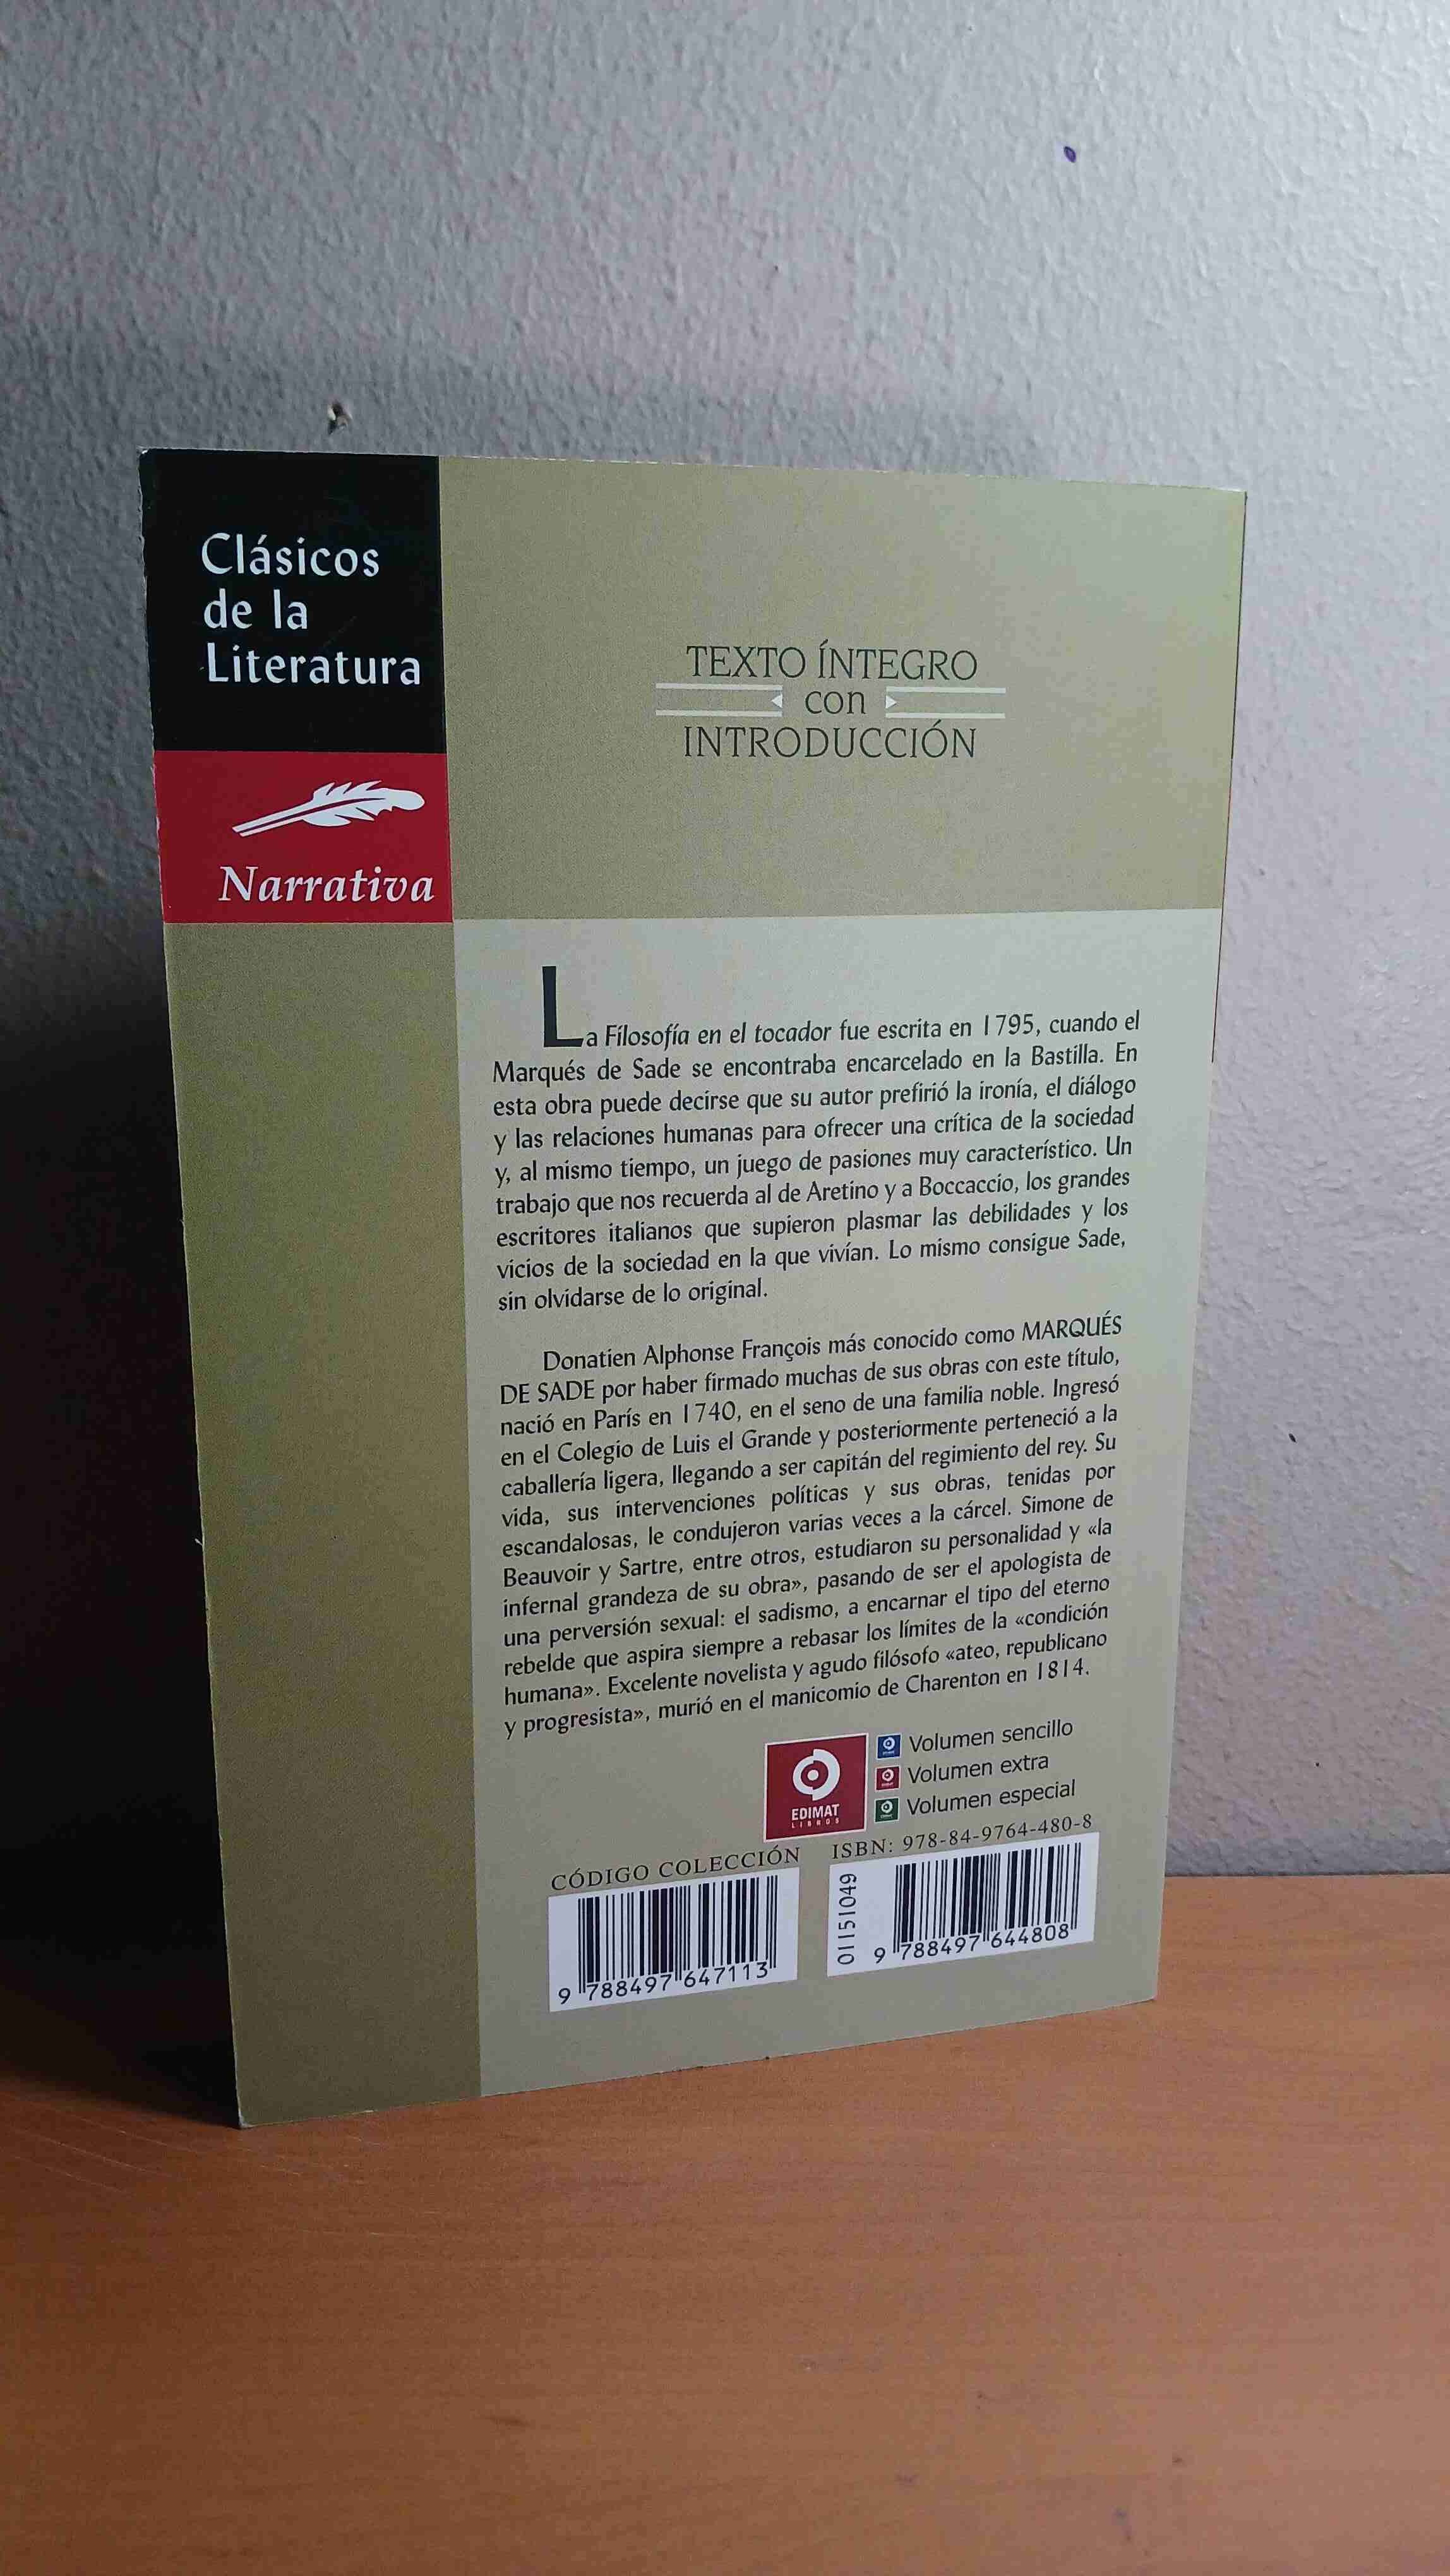 Clásicos
de la
Literatura
Narrativa
TEXTO ÍNTEGRO
con
INTRODUCCIÓN
La Filosofía en el tocador fue escrita en 1795, cuando el
Marqués de Sade se encontraba encarcelado en la Bastilla. En
esta obra puede decirse que su autor prefirió la ironía, el diálogo
y las relaciones humanas para ofrecer una crítica de la sociedad
y, al mismo tiempo, un juego de pasiones muy característico. Un
trabajo que nos recuerda al de Aretino y a Boccaccio, los grandes
escritores italianos que supieron plasmar las debilidades y los
vicios de la sociedad en la que vivían. Lo mismo consigue Sade,
sin olvidarse de lo original.
Donatien Alphonse François más conocido como MARQUÉS
DE SADE por haber firmado muchas de sus obras con este título,
nació en París en 1740, en el seno de una familia noble. Ingresó
en el Colegio de Luis el Grande y posteriormente perteneció a la
caballería ligera, llegando a ser capitán del regimiento del rey. Su
vida, sus intervenciones políticas y sus obras, tenidas por
escandalosas, le condujeron varias veces a la cárcel. Simone de
Beauvoir y Sartre, entre otros, estudiaron su personalidad y «la
infernal grandeza de su obra», pasando de ser el apologista de
una perversión sexual: el sadismo, a encarnar el tipo del eterno
rebelde que aspira siempre a rebasar los límites de la «condición
humana». Excelente novelista y agudo filósofo «ateo, republicano
y progresista», murió en el manicomio de Charenton en 1814.
EDIMAT
LIBROS
Volumen sencillo
Volumen extra
Volumen especial
CÓDIGO COLECCIÓN
9 788497 647113
ISBN: 978-84-9764-480-8
01151049
9 788497 644808